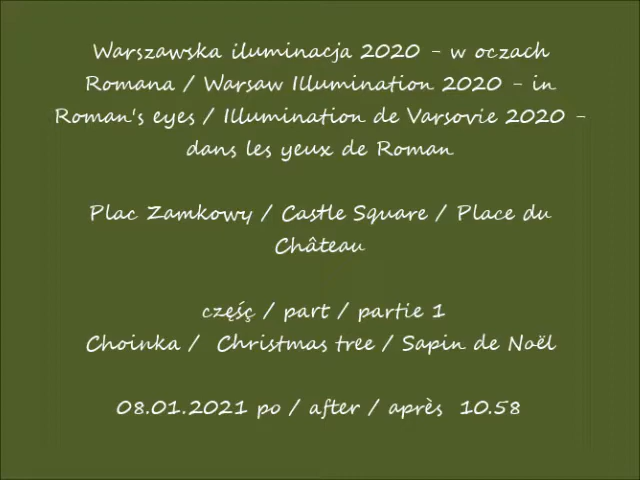 Warszawska iluminacja 2020 - w oczach
Romana / Warsaw Illumination 2020 - in
Roman's eyes / Illumination de Varsovie 2020 -
dans les yeux de Roman
Plac Zamkowy / Castle Square / Place du
Château
częśç / part / partie 1
Choinka /  Christmas tree / Sapin de Noël
08.01.2021 po / after / après  10.58